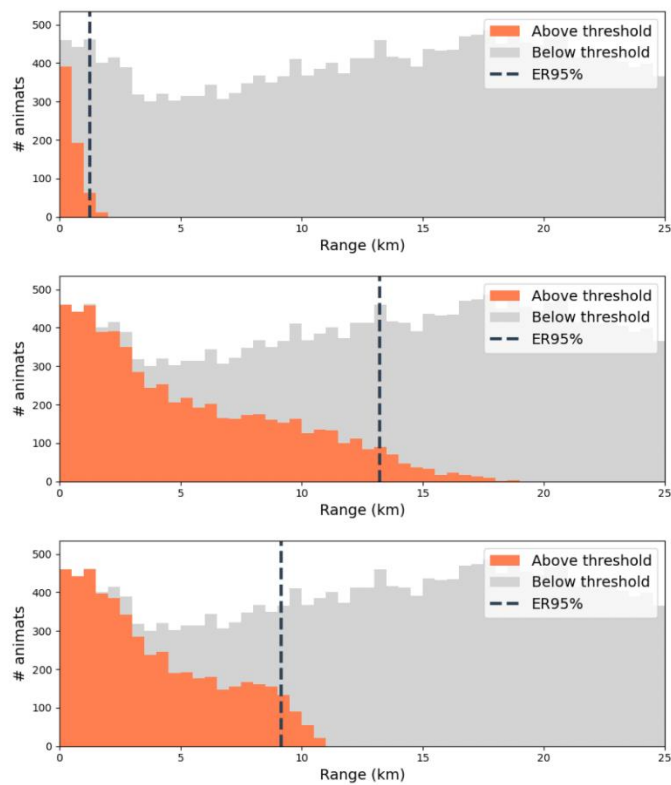 500
400
300
200
100
0
# animats
Above threshold
Below threshold
ER95%
0 5 10 15 20 25
Range (km)
500
400
300
200
100
0
# animats
Above threshold
Below threshold
ER95%
0 5 10 15 20 25
Range (km)
500
400
300
200
100
0
# animats
Above threshold
Below threshold
ER95%
0 5 10 15 20 25
Range (km)